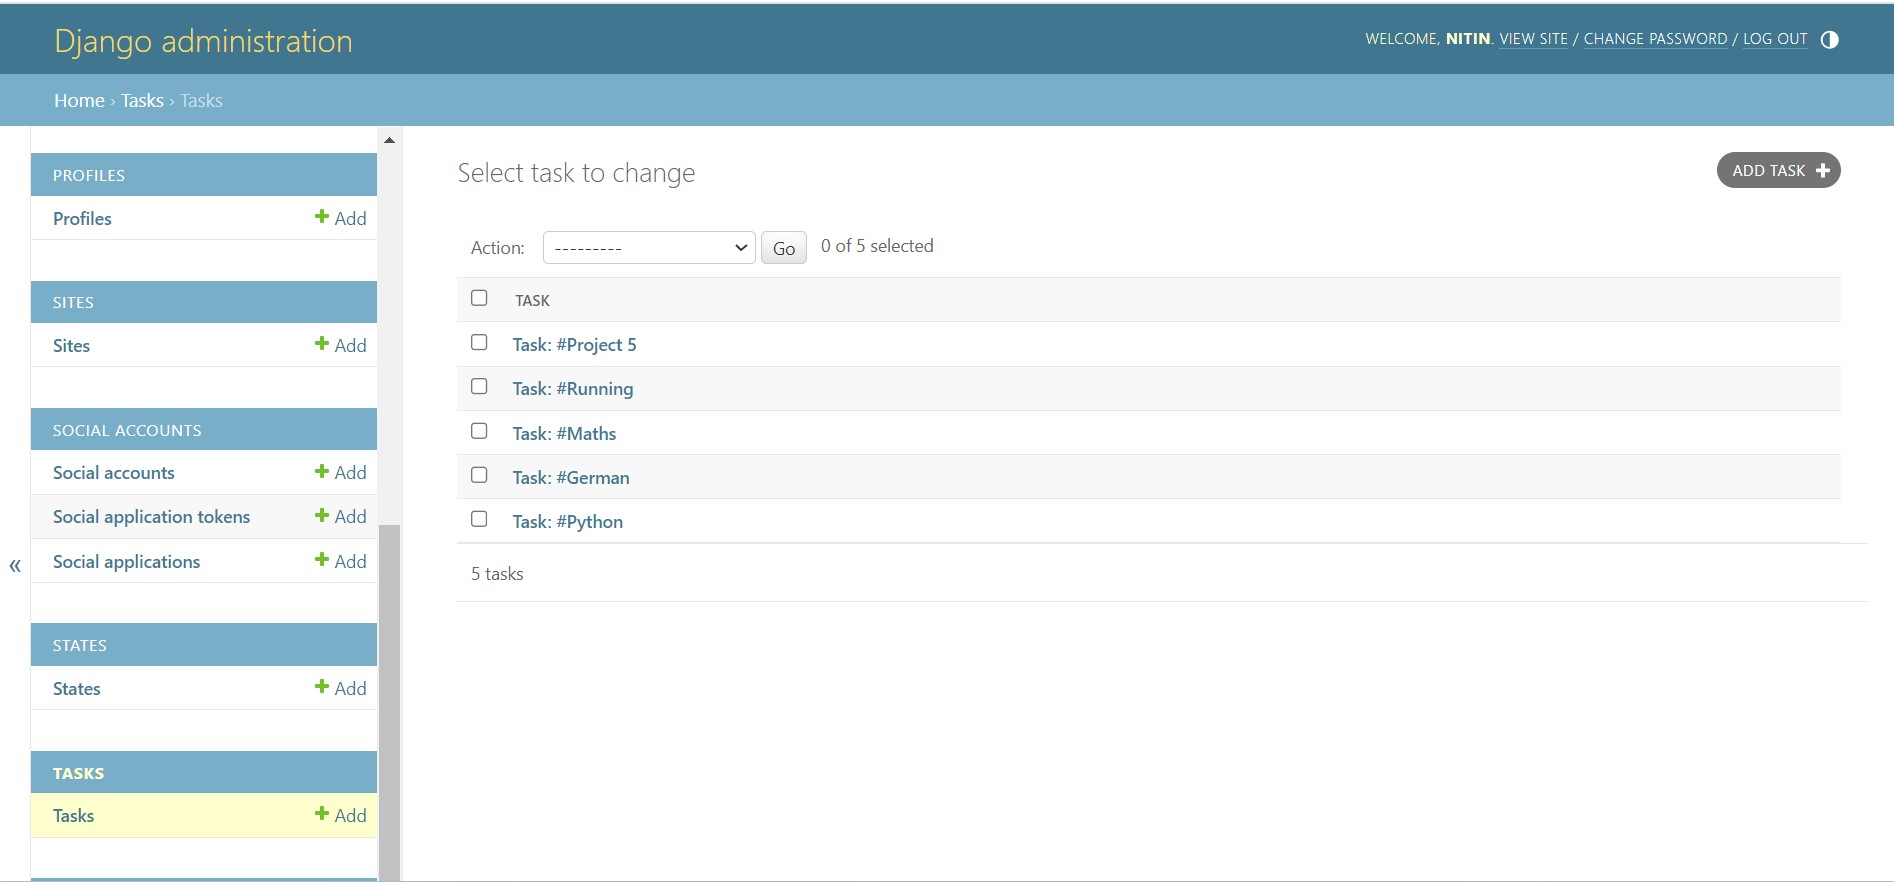 Django administration
WELCOME, NITIN. VIEW SITE / CHANGE PASSWORD / LOG OUT
Home › Tasks › Tasks
PROFILES
Profiles
Add
SITES
Sites
Add
SOCIAL ACCOUNTS
Social accounts
Add
Social application tokens
Add
Social applications
Add
«
STATES
States
Add
TASKS
Tasks
Add
Select task to change
ADD TASK
Action:
---------
Go
0 of 5 selected
TASK
Task: #Project 5
Task: #Running
Task: #Maths
Task: #German
Task: #Python
5 tasks